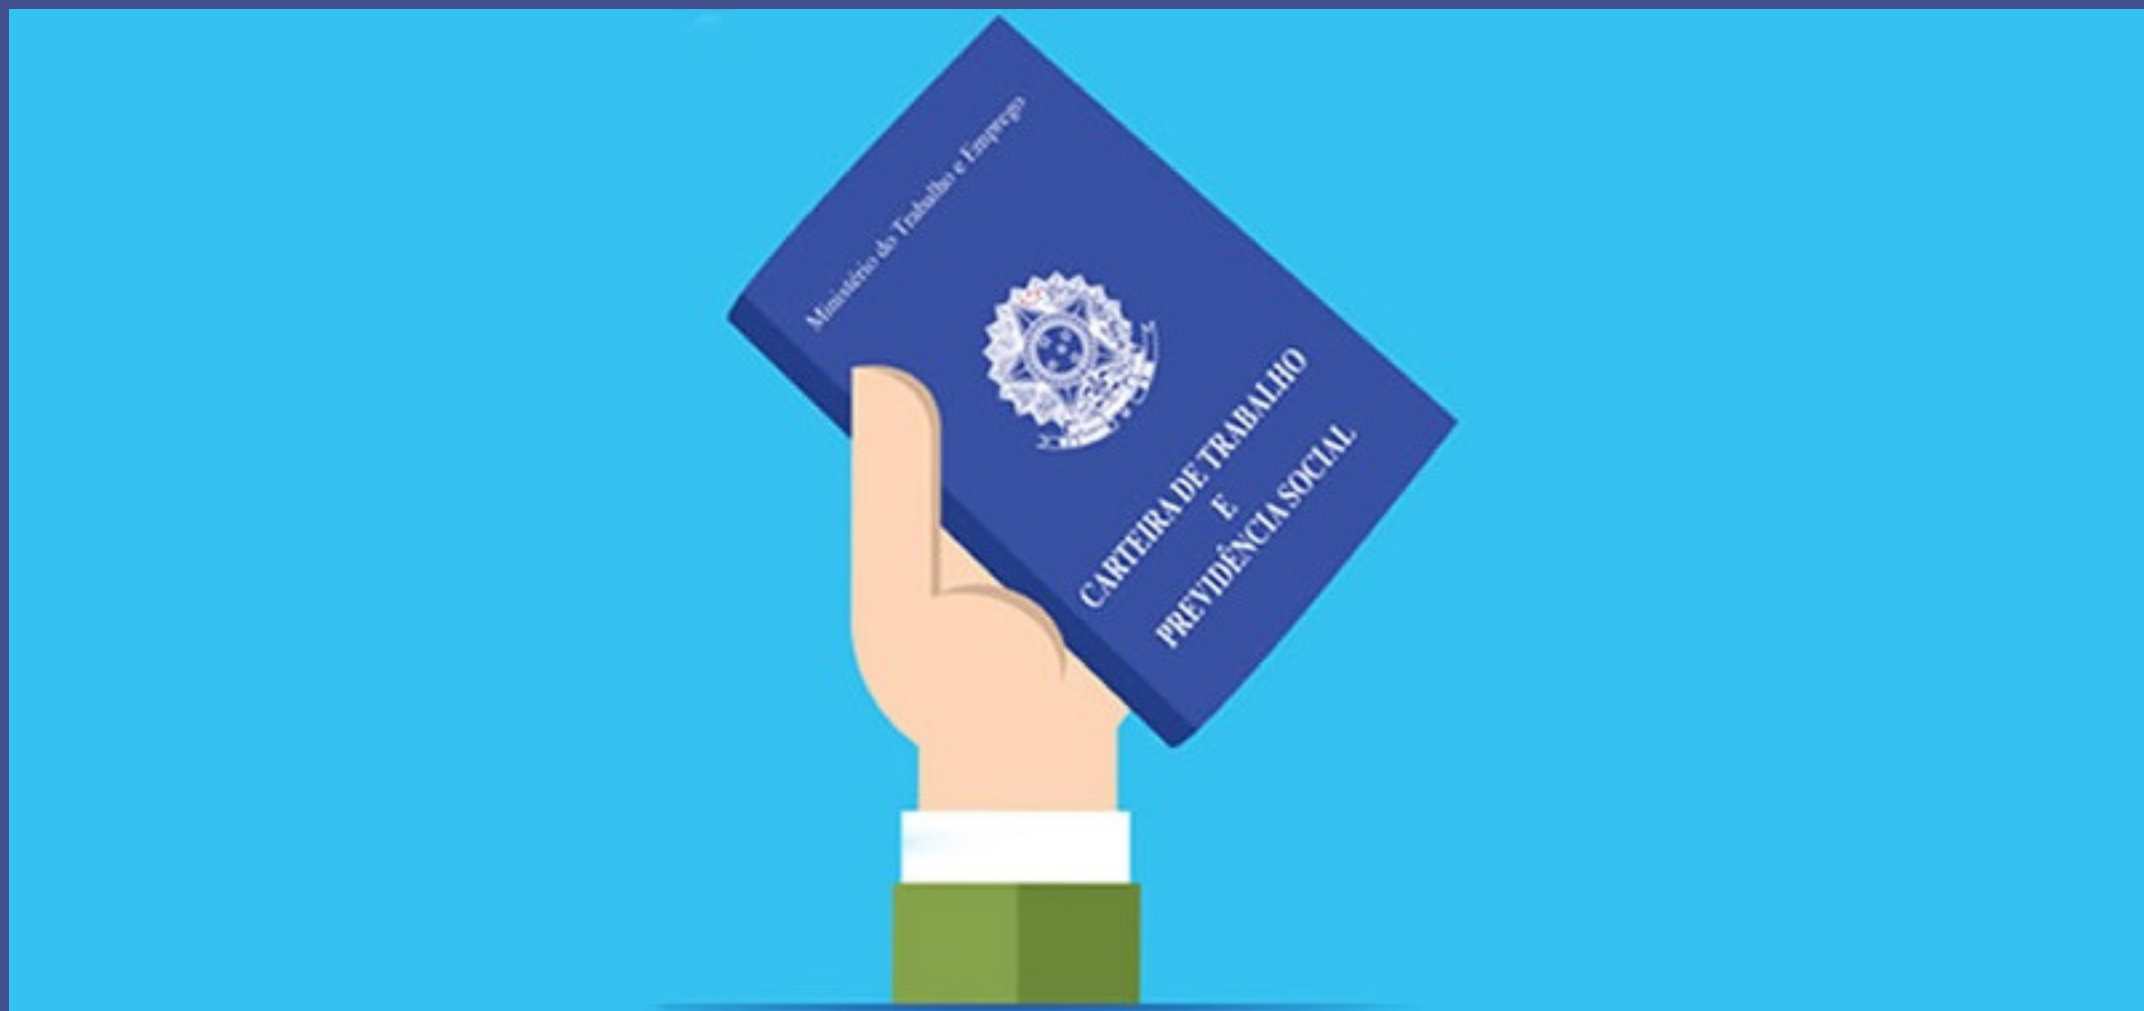 Ministério do Trabalho e Emprego
CARTEIRA DE TRABALHO
E
PREVIDÊNCIA SOCIAL